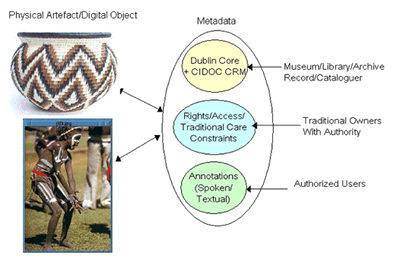 Physical Artefact/Digital Object
Metadata
Dublin Core
+ CIDOC CRM
Museum/Library/Archive
Record/Cataloguer
Rights/Access/
Traditional Care
Constraints
Traditional Owners
With Authority
Annotations
(Spoken/
Textual)
Authorized Users